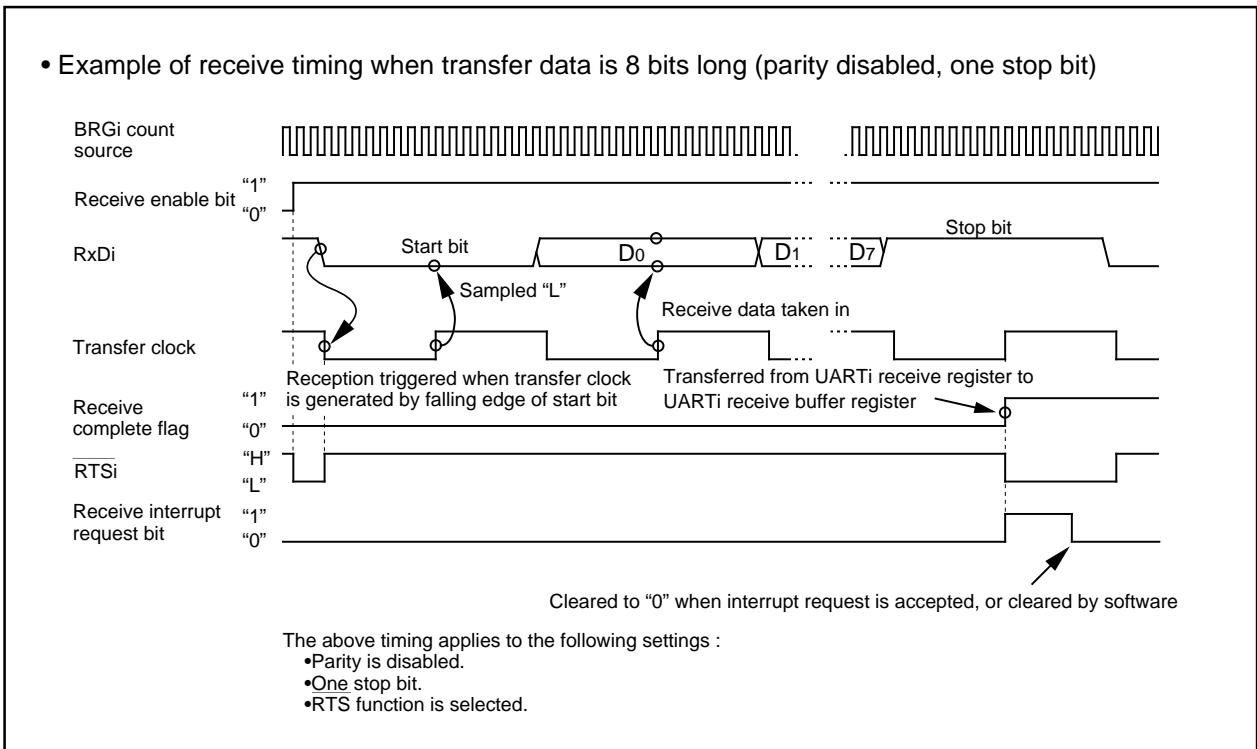 • Example of receive timing when transfer data is 8 bits long (parity disabled, one stop bit)
BRGi count
source
Receive enable bit
“1”
“0”
RxDi
Start bit
D0
D1
D7
Stop bit
Sampled “L”
Receive data taken in
Transfer clock
Reception triggered when transfer clock
is generated by falling edge of start bit
Transferred from UARTi receive register to
UARTi receive buffer register
Receive
complete flag
“1”
“0”
RTSi
“H”
“L”
Receive interrupt
request bit
“1”
“0”
Cleared to “0” when interrupt request is accepted, or cleared by software
The above timing applies to the following settings :
•Parity is disabled.
•One stop bit.
•RTS function is selected.